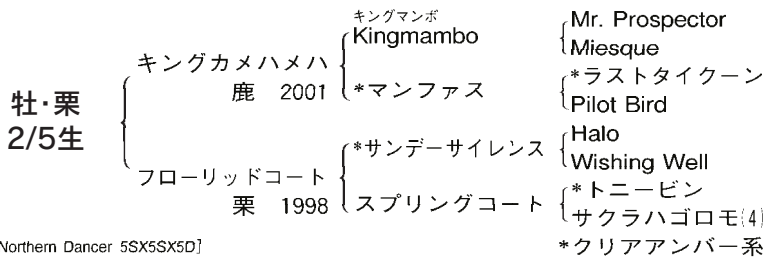 牡・栗
2/5生
キングカメハメハ
鹿 2001
キングマンボ
Kingmambo
*マンファス
Mr. Prospector
Miesque
*ラストタイクーン
Pilot Bird
フローリッドコート
栗 1998
*サンデーサイレンス
スプリングコート
Halo
Wishing Well
*トニービン
サクラハゴロモ(4)
*クリアアンバー系
Northern Dancer 5SX5SX5D]